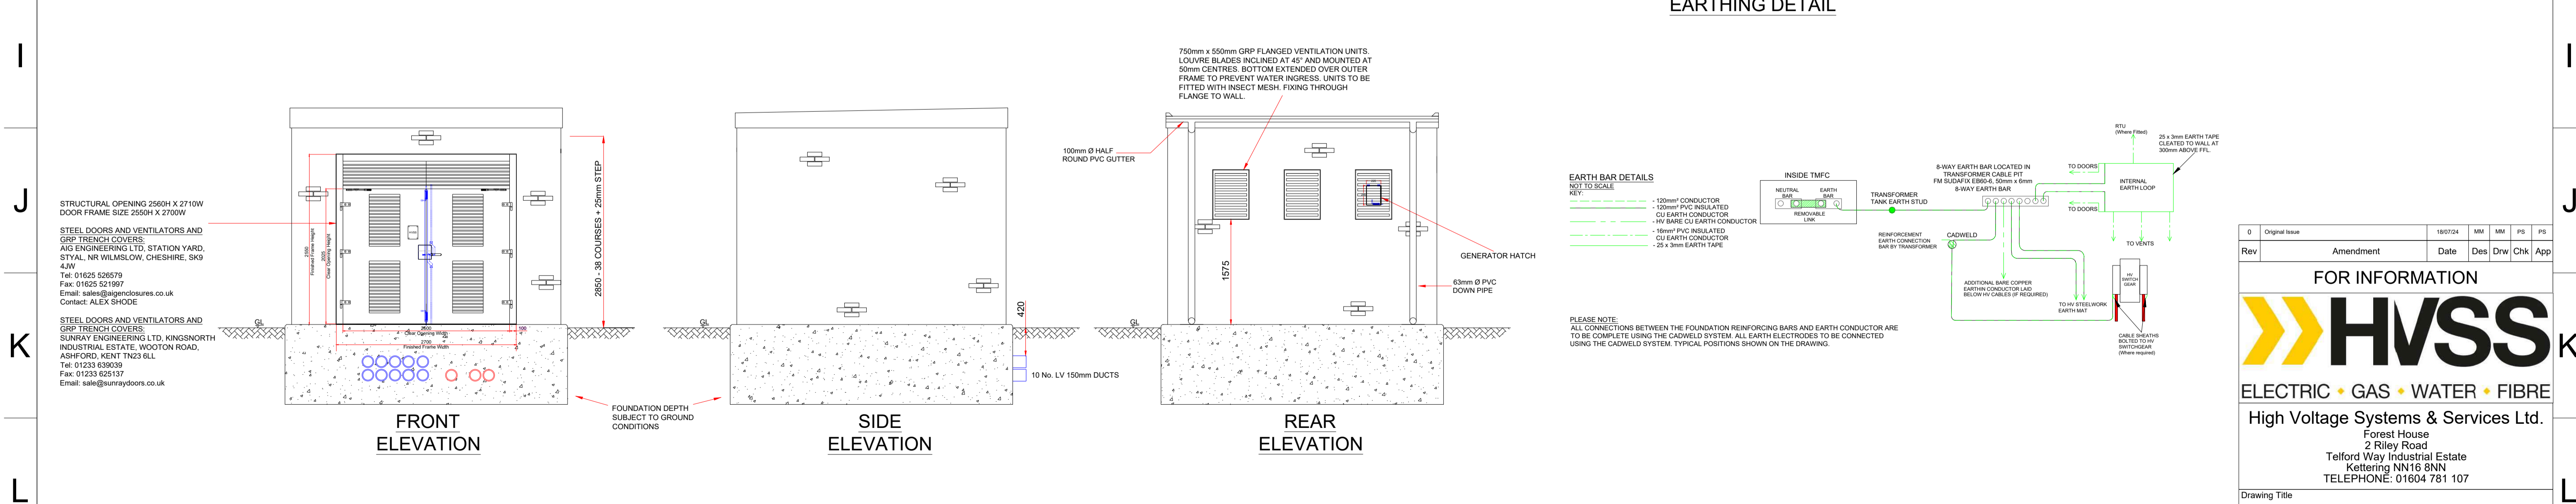 EARTHING DETAIL
I
J
K
L
STRUCTURAL OPENING 2560H X 2710W
DOOR FRAME SIZE 2550H X 2700W
STEEL DOORS AND VENTILATORS AND
GRP TRENCH COVERS:
AIG ENGINEERING LTD, STATION YARD,
STYAL, NR WILMSLOW, CHESHIRE, SK9
4JW
Tel: 01625 526579
Fax: 01625 521997
Email: sales@aigenclosures.co.uk
Contact: ALEX SHODE
STEEL DOORS AND VENTILATORS AND
GRP TRENCH COVERS:
SUNRAY ENGINEERING LTD, KINGSNORTH
INDUSTRIAL ESTATE, WOOTON ROAD,
ASHFORD, KENT TN23 6LL
Tel: 01233 639039
Fax: 01233 625137
Email: sale@sunraydoors.co.uk
GL
Finished Frame Height
Clear Opening Height
Clear Opening Width
100
2700
Finished Frame Width
2850 - 38 COURSES + 25mm STEP
FRONT
ELEVATION
FOUNDATION DEPTH
SUBJECT TO GROUND
CONDITIONS
GL
420
10 No. LV 150mm DUCTS
SIDE
ELEVATION
750mm x 550mm GRP FLANGED VENTILATION UNITS.
LOUVRE BLADES INCLINED AT 45° AND MOUNTED AT
50mm CENTRES. BOTTOM EXTENDED OVER OUTER
FRAME TO PREVENT WATER INGRESS. UNITS TO BE
FITTED WITH INSECT MESH. FIXING THROUGH
FLANGE TO WALL.
100mm Ø HALF
ROUND PVC GUTTER
1575
GENERATOR HATCH
63mm Ø PVC
DOWN PIPE
GL
REAR
ELEVATION
EARTH BAR DETAILS
NOT TO SCALE
KEY:
- 120mm² CONDUCTOR
- 120mm² PVC INSULATED
CU EARTH CONDUCTOR
- HV BARE CU EARTH CONDUCTOR
- 16mm² PVC INSULATED
CU EARTH CONDUCTOR
- 25 x 3mm EARTH TAPE
INSIDE TMFC
NEUTRAL
BAR
EARTH
BAR
REMOVABLE
LINK
TRANSFORMER
TANK EARTH STUD
8-WAY EARTH BAR LOCATED IN
TRANSFORMER CABLE PIT
FM SUDAFIX EB60-6, 50mm x 6mm
8-WAY EARTH BAR
REINFORCEMENT
EARTH CONNECTION
BAR BY TRANSFORMER
CADWELD
ADDITIONAL BARE COPPER
EARTHIN CONDUCTOR LAID
BELOW HV CABLES (IF REQUIRED)
TO HV STEELWORK
EARTH MAT
RTU
(Where Fitted)
25 x 3mm EARTH TAPE
CLEATED TO WALL AT
300mm ABOVE FFL.
TO DOORS
INTERNAL
EARTH LOOP
TO DOORS
TO VENTS
HV
SWITCH
GEAR
CABLE SHEATHS
BOLTED TO HV
SWITCHGEAR
(Where required)
PLEASE NOTE:
ALL CONNECTIONS BETWEEN THE FOUNDATION REINFORCING BARS AND EARTH CONDUCTOR ARE
TO BE COMPLETE USING THE CADWELD SYSTEM. ALL EARTH ELECTRODES TO BE CONNECTED
USING THE CADWELD SYSTEM. TYPICAL POSITIONS SHOWN ON THE DRAWING.
0 Original Issue 18/07/24 MM MM PS PS
Rev Amendment Date Des Drw Chk App
FOR INFORMATION
HVSS
ELECTRIC GAS WATER FIBRE
High Voltage Systems & Services Ltd.
Forest House
2 Riley Road
Telford Way Industrial Estate
Kettering NN16 8NN
TELEPHONE: 01604 781 107
Drawing Title
I
J
K
L